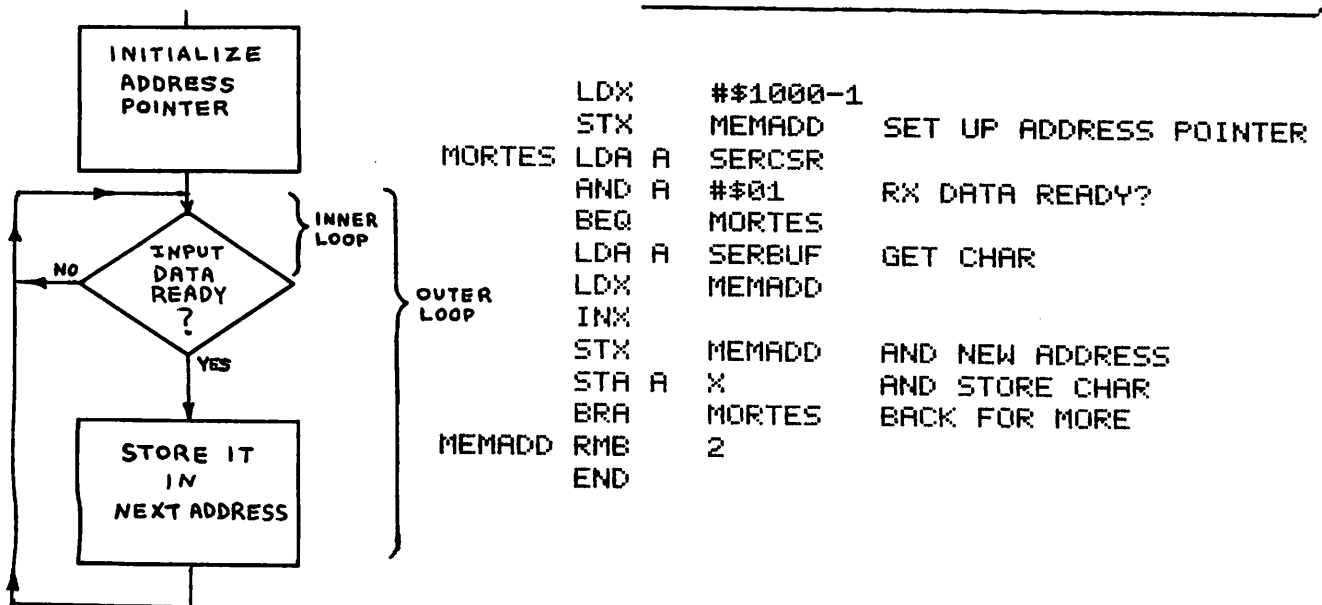 INITIALIZE
ADDRESS
POINTER
INPUT
DATA
READY
?
NO
YES
INNER
LOOP
OUTER
LOOP
STORE IT
IN
NEXT ADDRESS
LDX #$1000-1
STX MEMADD SET UP ADDRESS POINTER
MORTES LDA A SERCSR
AND A #$01 RX DATA READY?
BEQ MORTES
LDA A SERBUF GET CHAR
LDX MEMADD
INX
STX MEMADD AND NEW ADDRESS
STA A X AND STORE CHAR
BRA MORTES BACK FOR MORE
MEMADD RMB 2
END